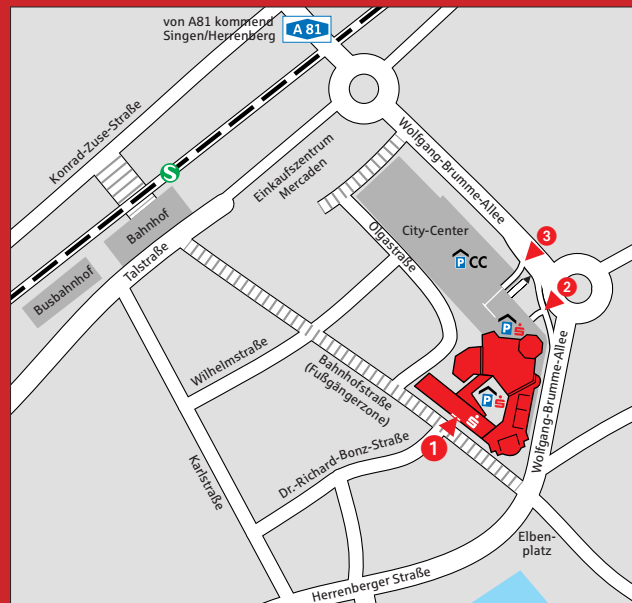 von A81 kommend
Singen/Herrenberg
A 81
Konrad-Zuse-Straße
S
Einkaufszentrum
Mercaden
Wolfgang-Brumme-Allee
Bahnhof
Busbahnhof
Talstraße
City-Center
Olgastraße
P CC
3
2
P S
Wilhelmstraße
Bahnhofstraße
(Fußgängerzone)
P S
S
1
Wolfgang-Brumme-Allee
Karlstraße
Dr.-Richard-Bonz-Straße
Elben-
platz
Herrenberger Straße